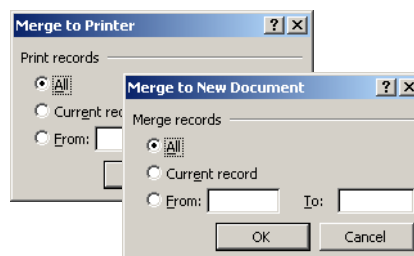 Merge to Printer ? ×
Print records
All
Current rec
From:
Merge to New Document ? ×
Merge records
All
Current record
From: To:
OK Cancel